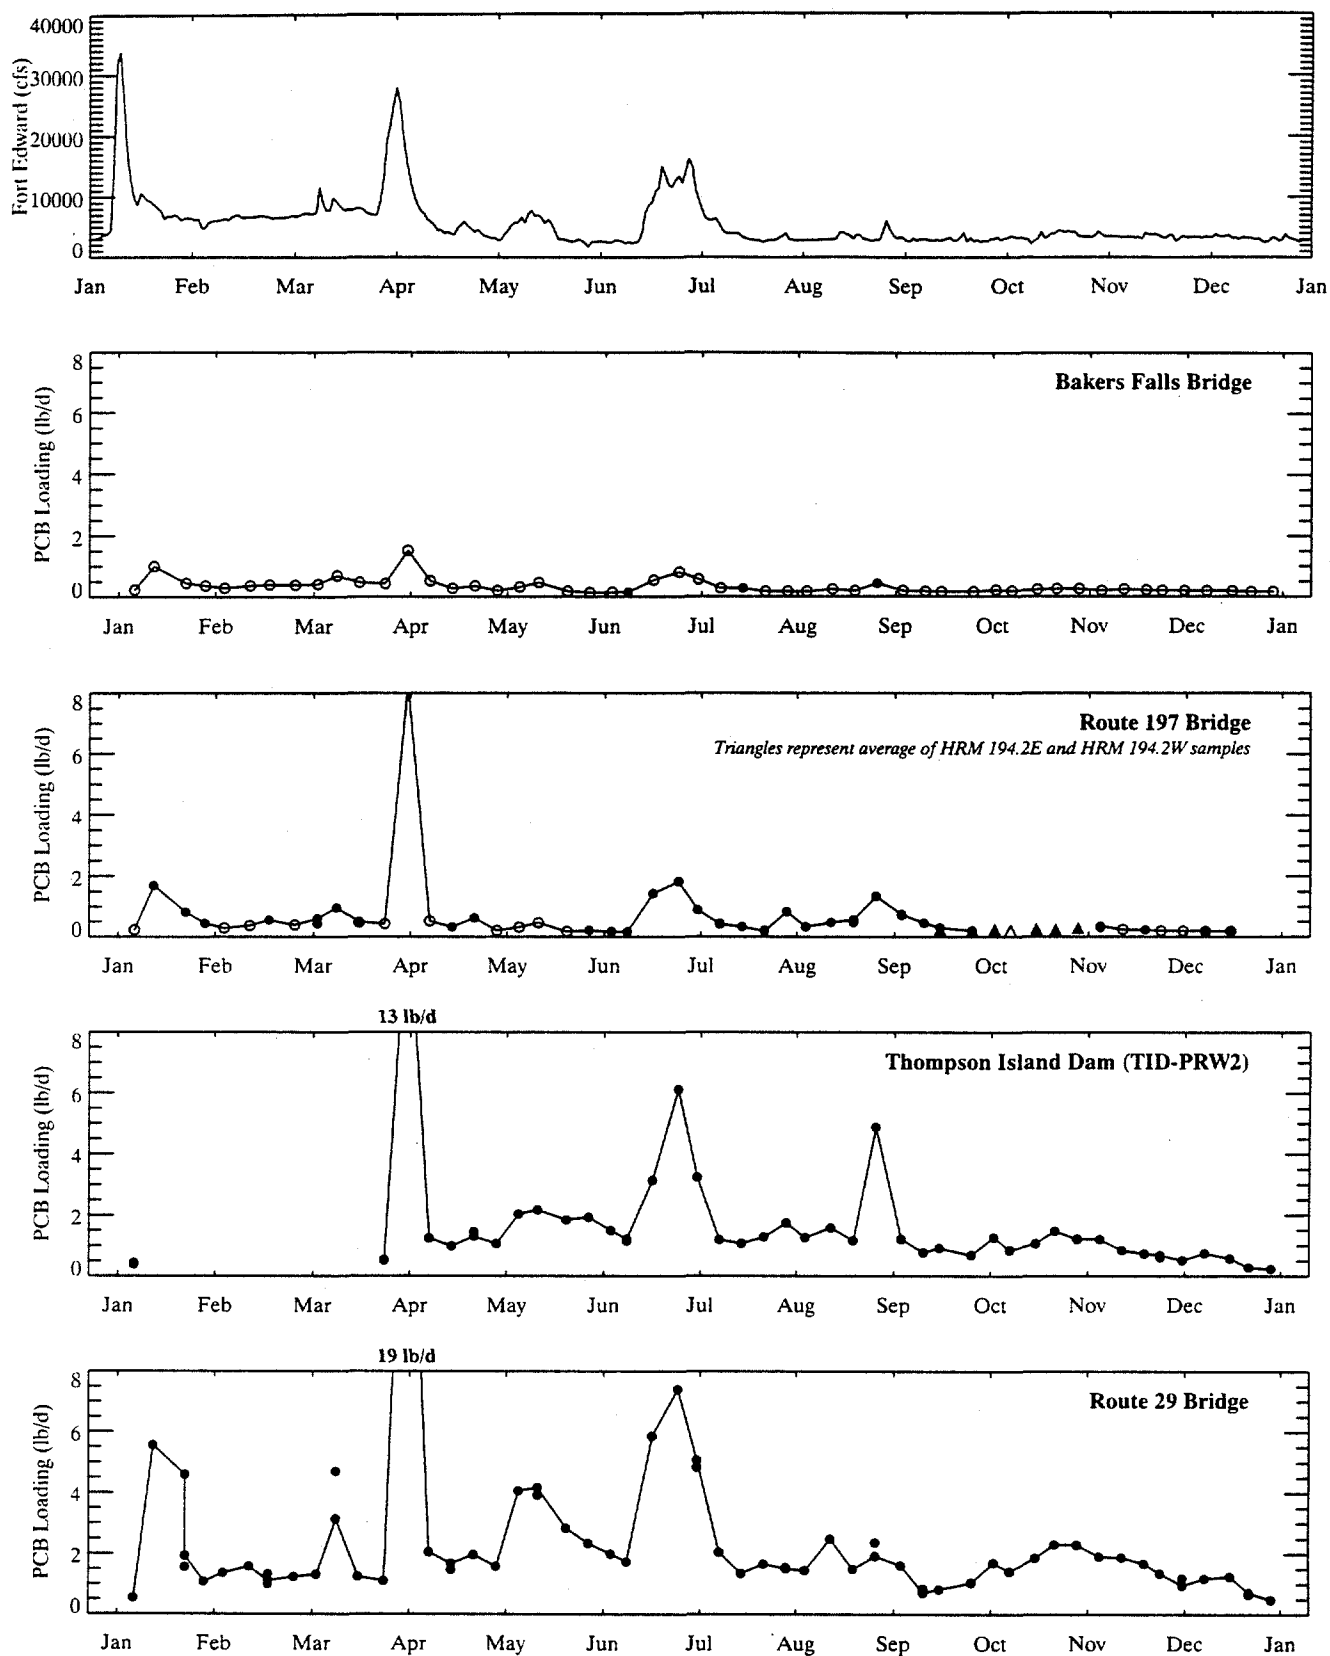 40000
30000
20000
10000
0
Fort Edward (cfs)
Jan Feb Mar Apr May Jun Jul Aug Sep Oct Nov Dec Jan
8
6
4
2
0
PCB Loading (lb/d)
Bakers Falls Bridge
Jan Feb Mar Apr May Jun Jul Aug Sep Oct Nov Dec Jan
8
6
4
2
0
PCB Loading (lb/d)
Route 197 Bridge
Triangles represent average of HRM 194.2E and HRM 194.2W samples
Jan Feb Mar Apr May Jun Jul Aug Sep Oct Nov Dec Jan
13 lb/d
8
6
4
2
0
PCB Loading (lb/d)
Thompson Island Dam (TID-PRW2)
Jan Feb Mar Apr May Jun Jul Aug Sep Oct Nov Dec Jan
19 lb/d
8
6
4
2
0
PCB Loading (lb/d)
Route 29 Bridge
Jan Feb Mar Apr May Jun Jul Aug Sep Oct Nov Dec Jan